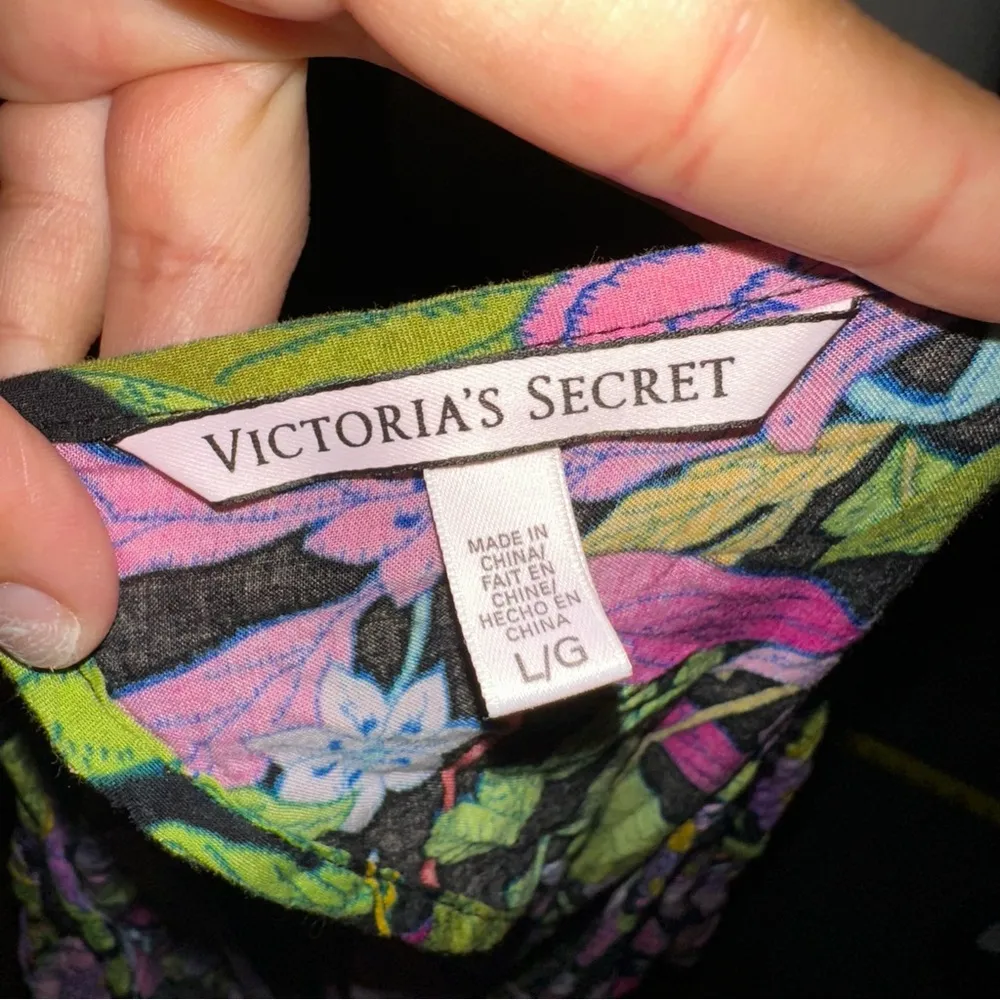 VICTORIA'S SECRET
MADE IN
CHINA/
FAIT EN
CHINE/
HECHO EN
CHINA
L/G